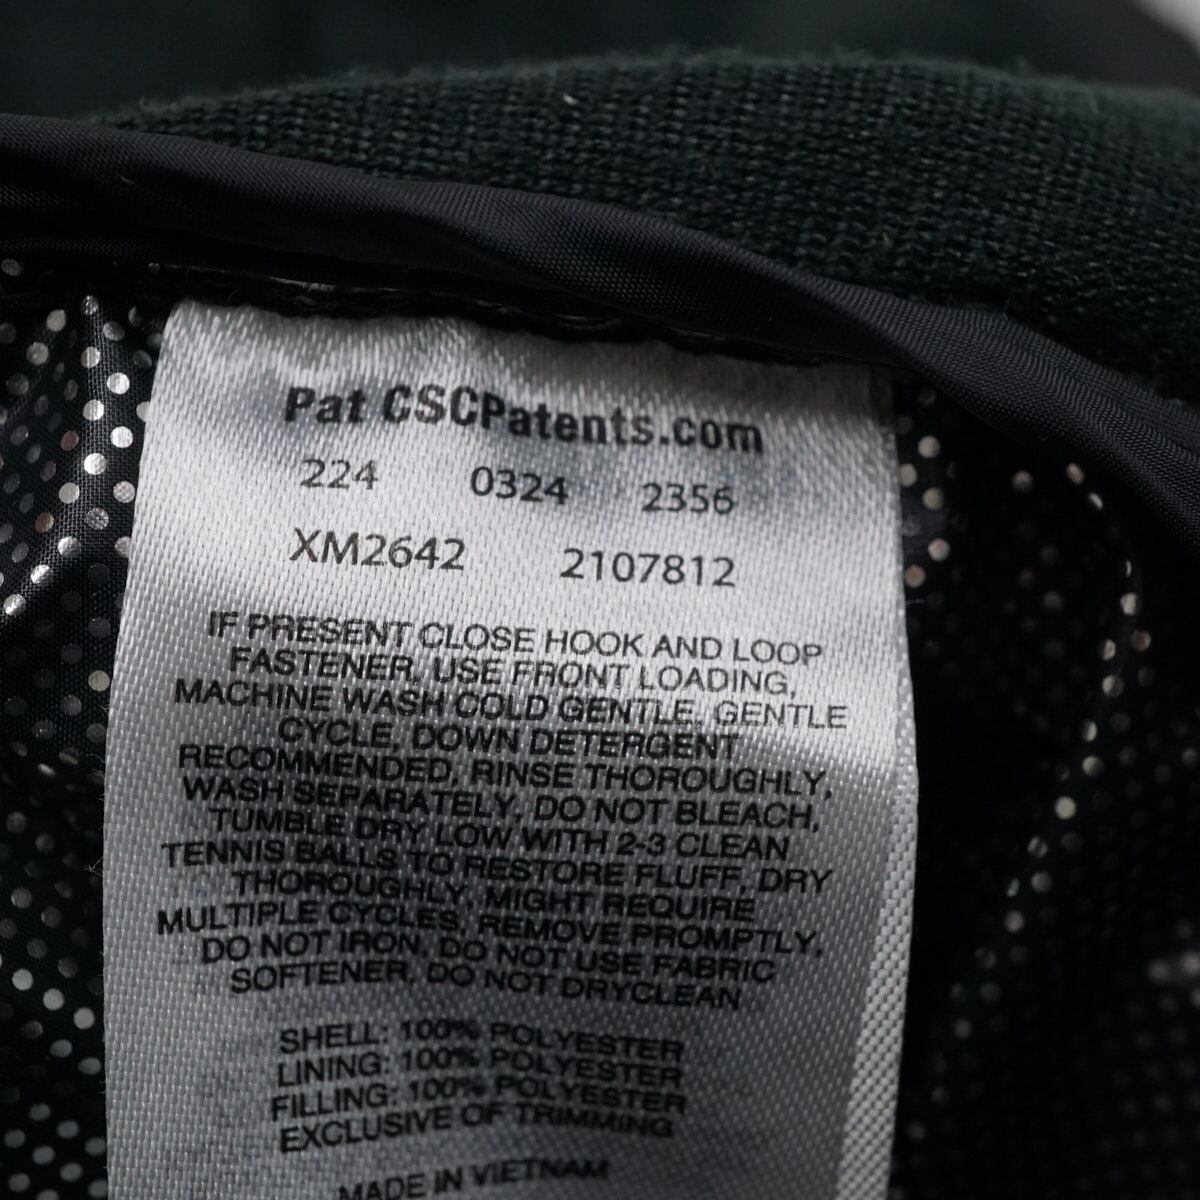 Pat CSCPatents.com
224 0324 2356
XM2642 2107812
IF PRESENT CLOSE HOOK AND LOOP
FASTENER, USE FRONT LOADING,
MACHINE WASH COLD GENTLE, GENTLE
CYCLE, DOWN DETERGENT
RECOMMENDED, RINSE THOROUGHLY,
WASH SEPARATELY, DO NOT BLEACH,
TUMBLE DRY LOW WITH 2-3 CLEAN
TENNIS BALLS TO RESTORE FLUFF, DRY
THOROUGHLY, MIGHT REQUIRE
MULTIPLE CYCLES, REMOVE PROMPTLY,
DO NOT IRON, DO NOT USE FABRIC
SOFTENER, DO NOT DRYCLEAN
SHELL: 100% POLYESTER
LINING: 100% POLYESTER
FILLING: 100% POLYESTER
EXCLUSIVE OF TRIMMING
MADE IN VIETNAM